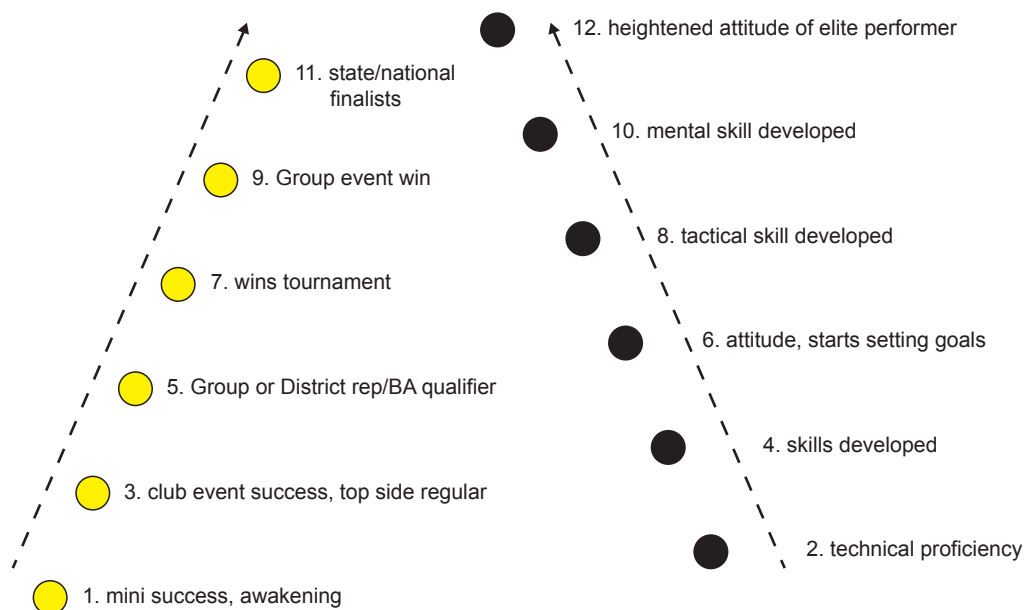 12. heightened attitude of elite performer
11. state/national
finalists
10. mental skill developed
9. Group event win
8. tactical skill developed
7. wins tournament
6. attitude, starts setting goals
5. Group or District rep/BA qualifier
4. skills developed
3. club event success, top side regular
2. technical proficiency
1. mini success, awakening